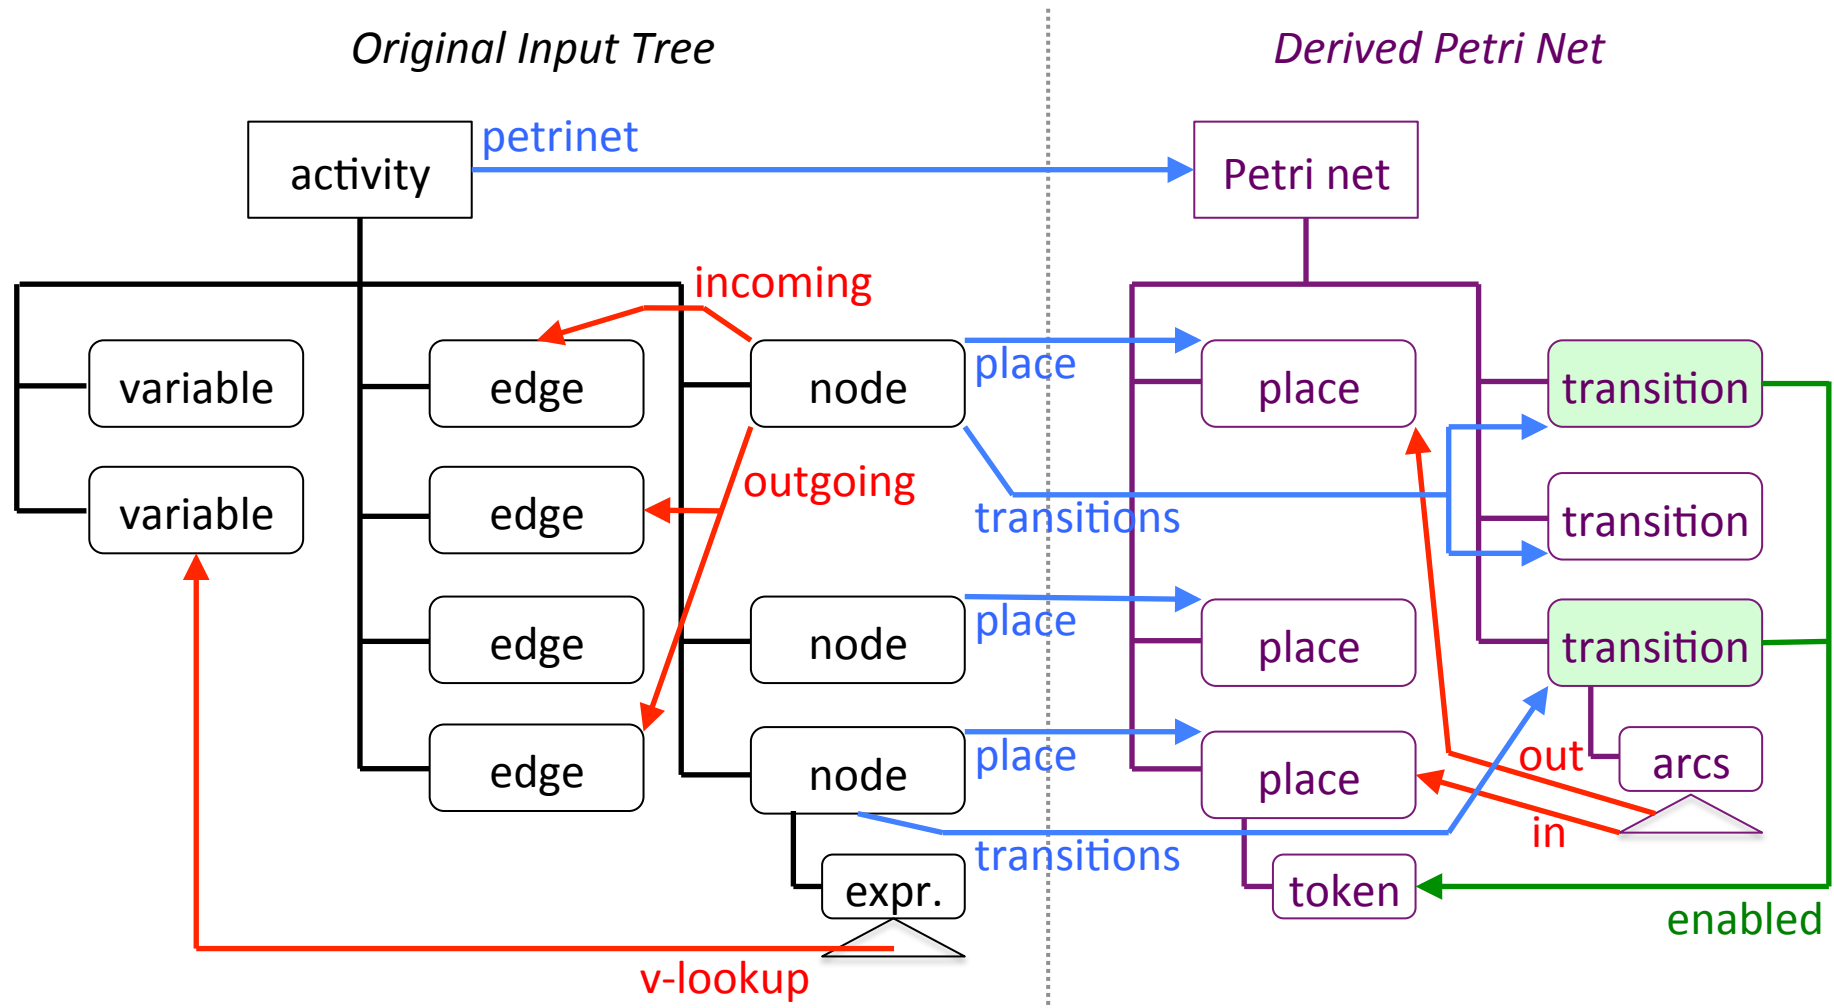 Original Input Tree
Derived Petri Net
activity
petrinet
Petri net
incoming
variable
edge
node
place
place
transition
variable
edge
outgoing
transitions
transition
edge
node
place
place
transition
edge
node
place
place
out
arcs
in
transitions
expr.
token
enabled
v-lookup